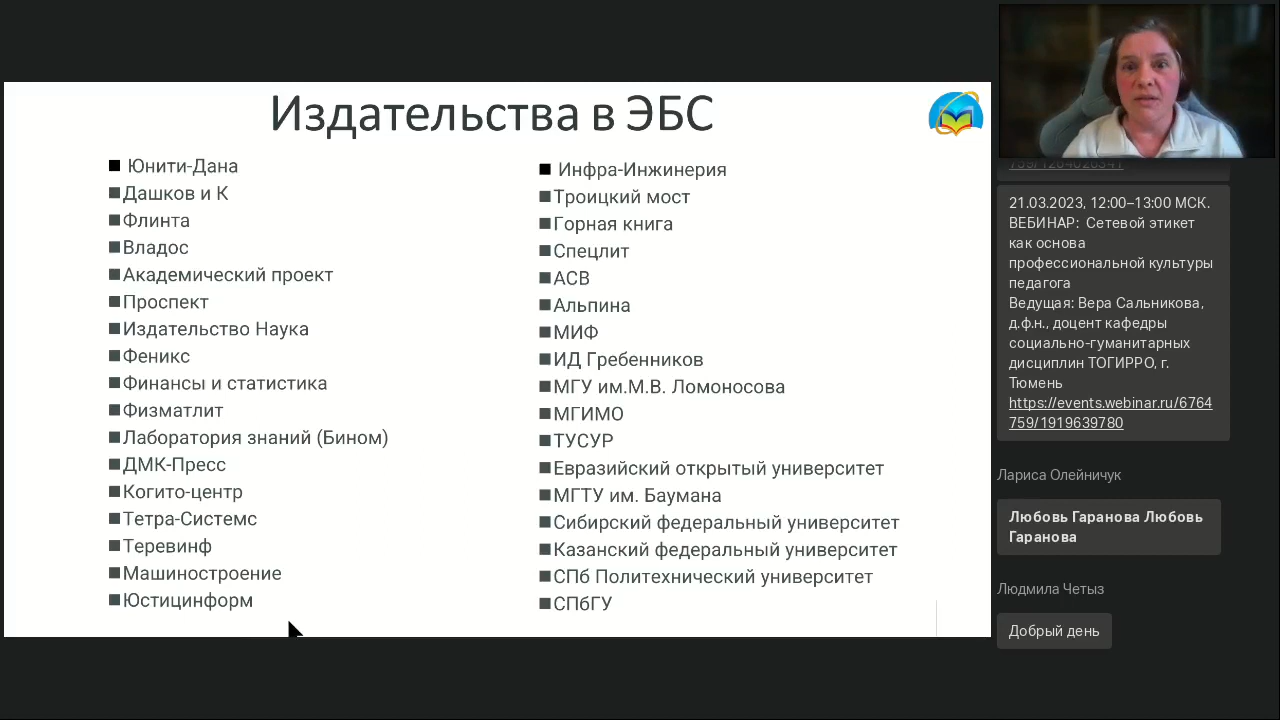 Издательства в ЭБС
Юнити-Дана
Дашков и К
Флинта
Владос
Академический проект
Проспект
Издательство Наука
Феникс
Финансы и статистика
Физматлит
Лаборатория знаний (Бином)
ДМК-Пресс
Когито-центр
Тетра-Системс
Теревинф
Машиностроение
Юстицинформ
Инфра-Инжинерия
Троицкий мост
Горная книга
Спецлит
АСВ
Альпина
МИФ
ИД Гребенников
МГУ им.М.В. Ломоносова
МГИМО
ТУСУР
Евразийский открытый университет
МГТУ им. Баумана
Сибирский федеральный университет
Казанский федеральный университет
СПб Политехнический университет
СПбГУ
21.03.2023, 12:00–13:00 МСК.
ВЕБИНАР: Сетевой этикет
как основа
профессиональной культуры
педагога
Ведущая: Вера Сальникова,
д.ф.н., доцент кафедры
социально-гуманитарных
дисциплин ТОГИРРО, г.
Тюмень
https://events.webinar.ru/6764
759/1919639780
Лариса Олейничук
Любовь Гаранова Любовь
Гаранова
Людмила Четыз
Добрый день